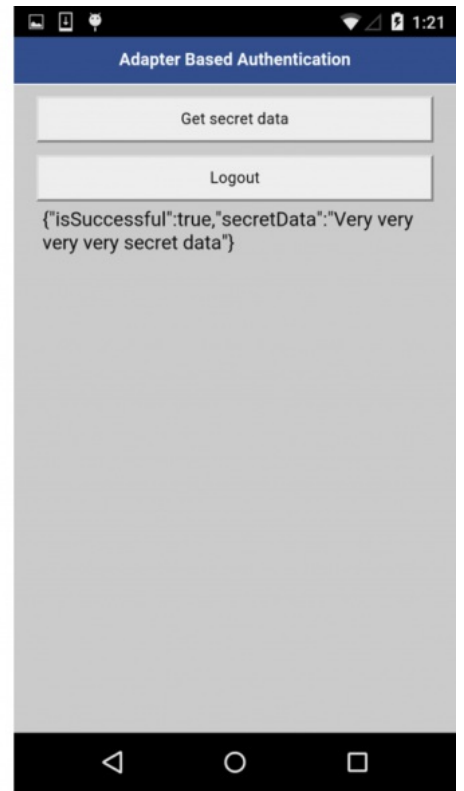 1:21
Adapter Based Authentication
Get secret data
Logout
{"isSuccessful":true,"secretData":"Very very
very very secret data"}